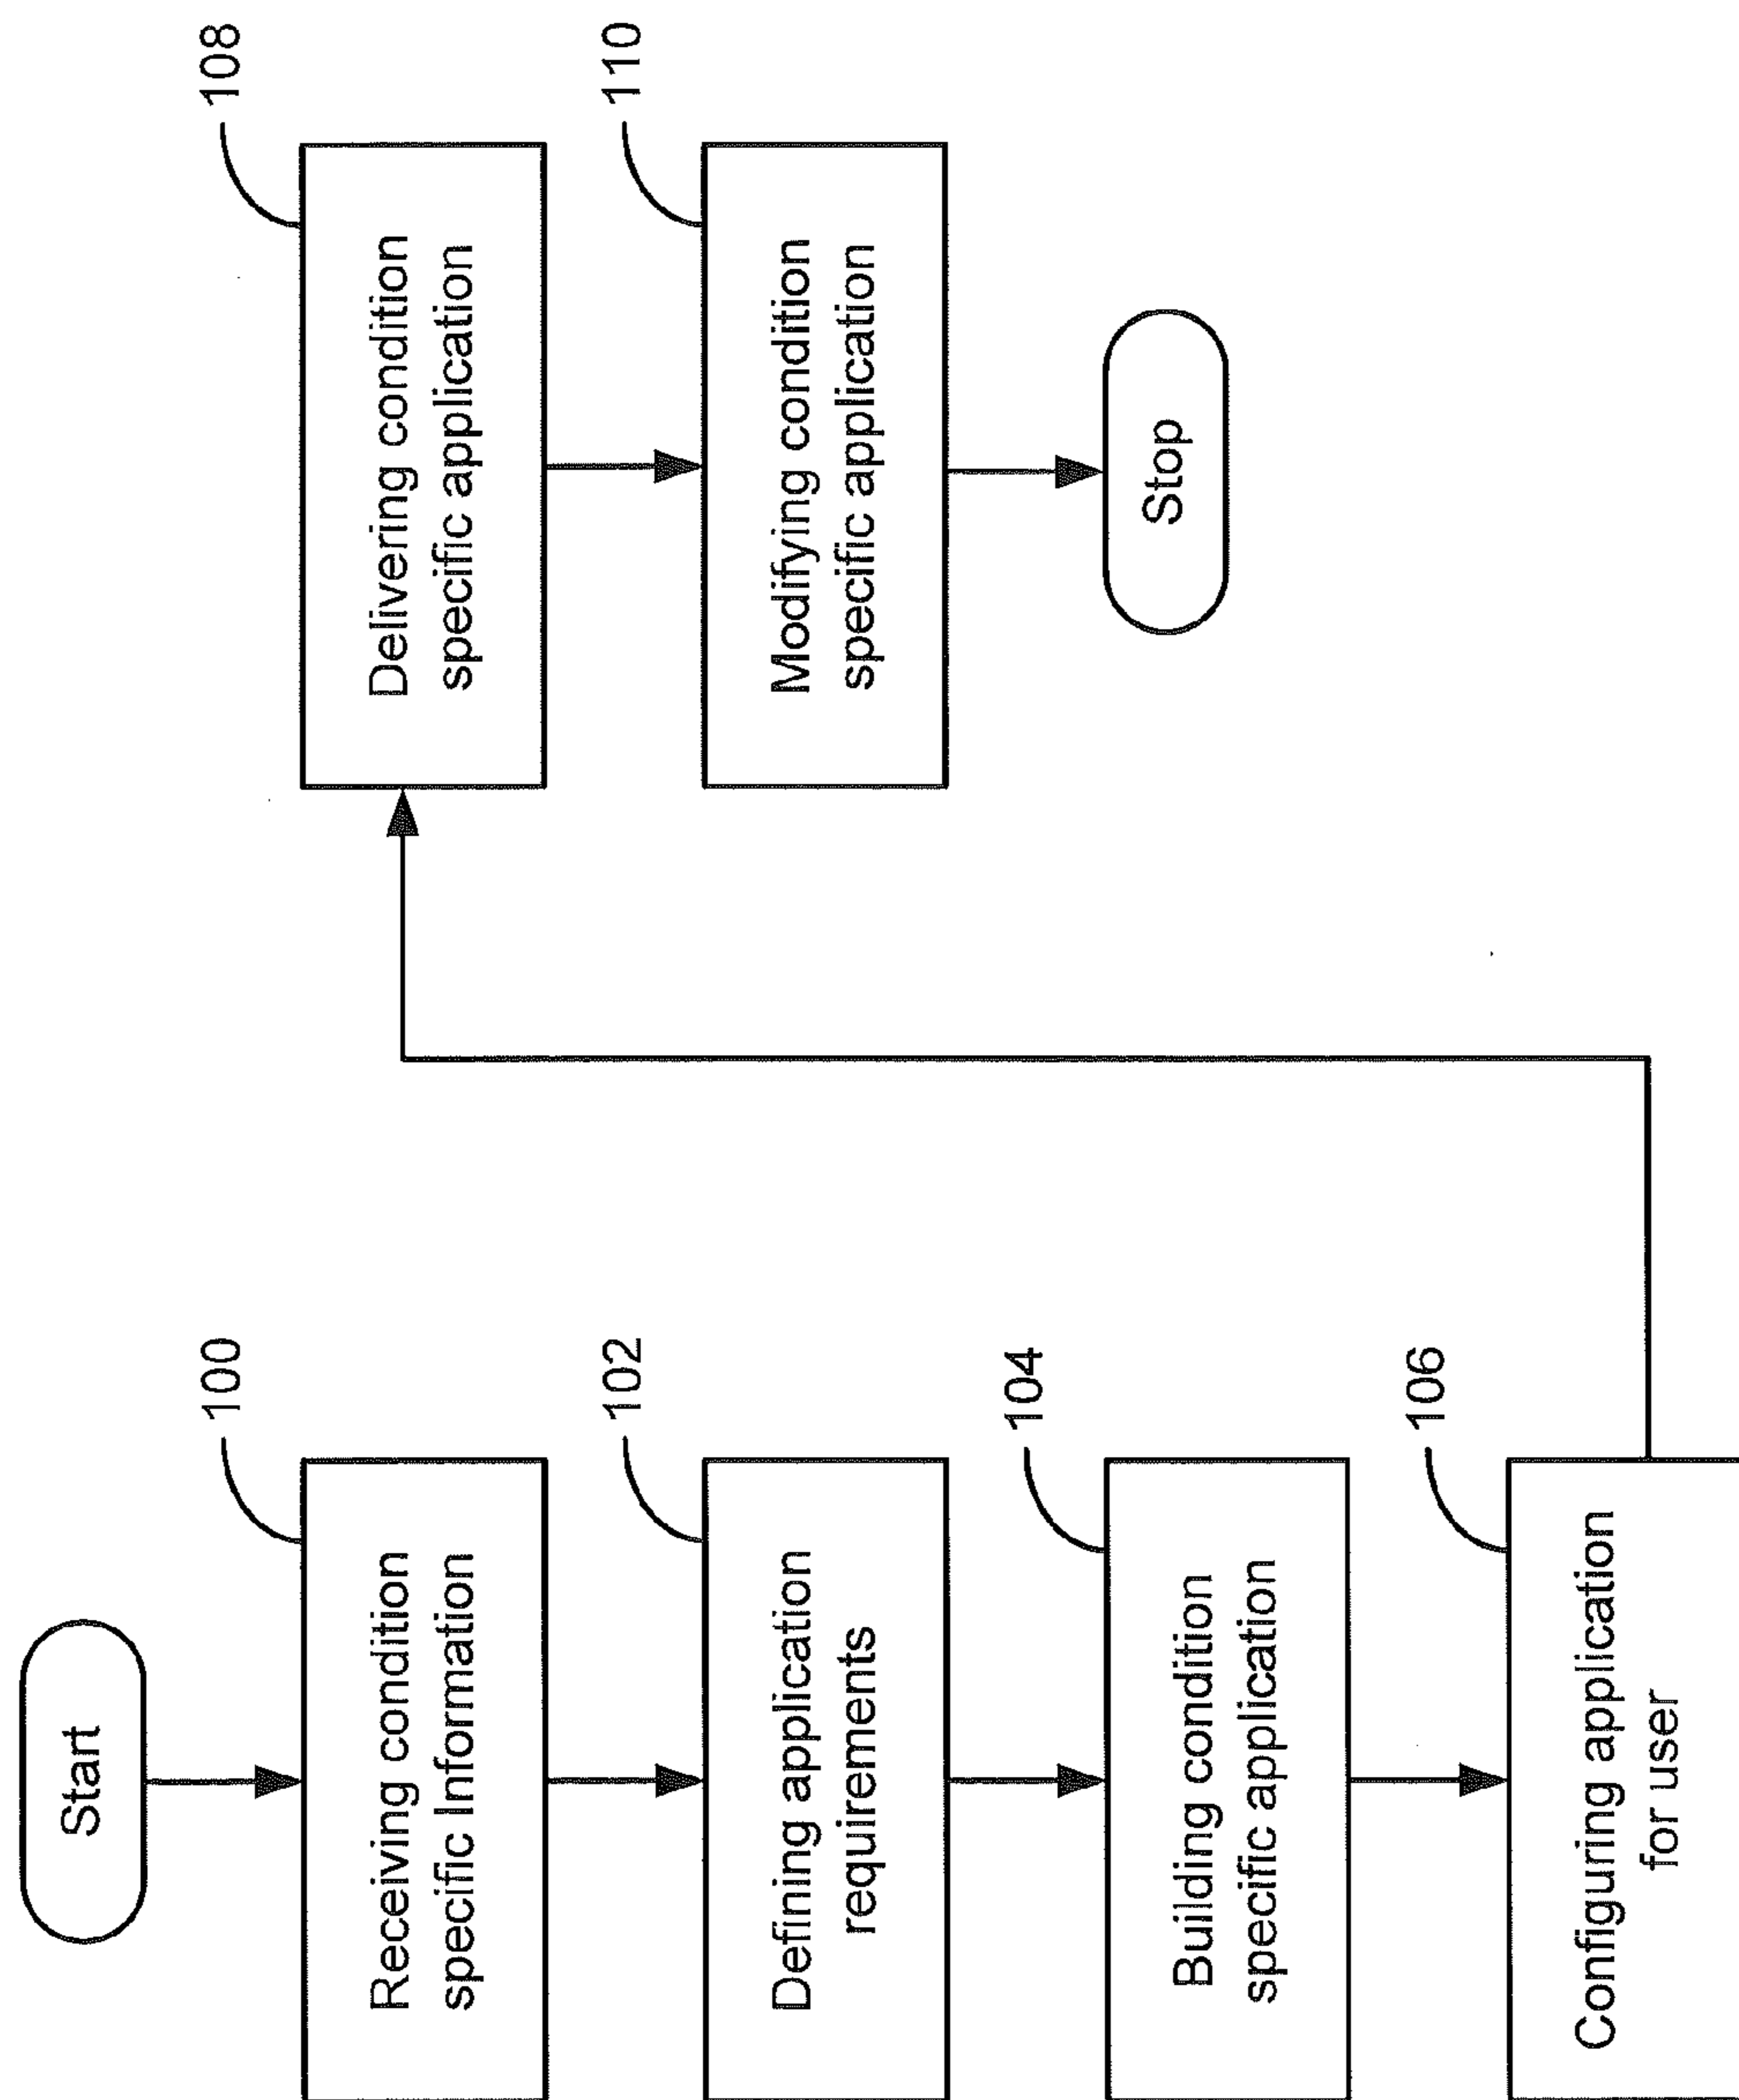 Start
100
Receiving condition
specific Information
102
Defining application
requirements
104
Building condition
specific application
106
Configuring application
for user
108
Delivering condition
specific application
110
Modifying condition
specific application
Stop